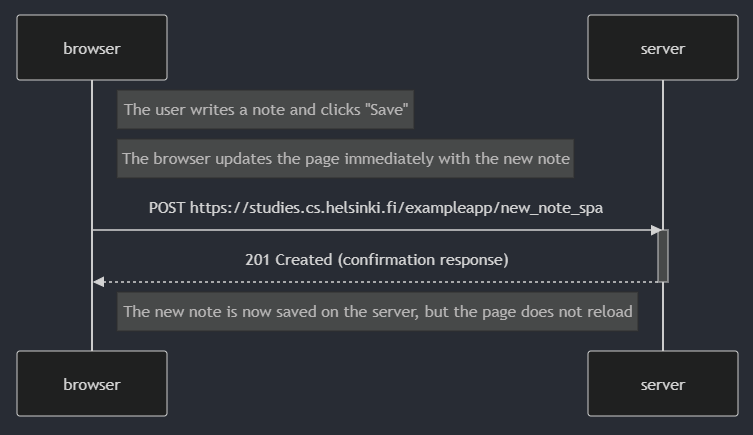 browser
server
The user writes a note and clicks "Save"
The browser updates the page immediately with the new note
POST https://studies.cs.helsinki.fi/exampleapp/new_note_spa
201 Created (confirmation response)
The new note is now saved on the server, but the page does not reload
browser
server